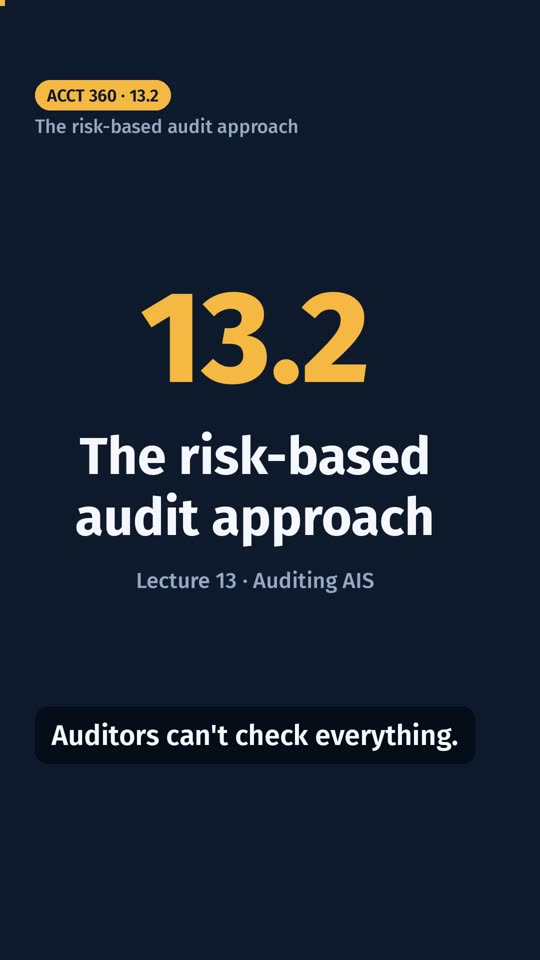 ACCT 360 · 13.2
The risk-based audit approach
13.2
The risk-based
audit approach
Lecture 13 · Auditing AIS
Auditors can't check everything.